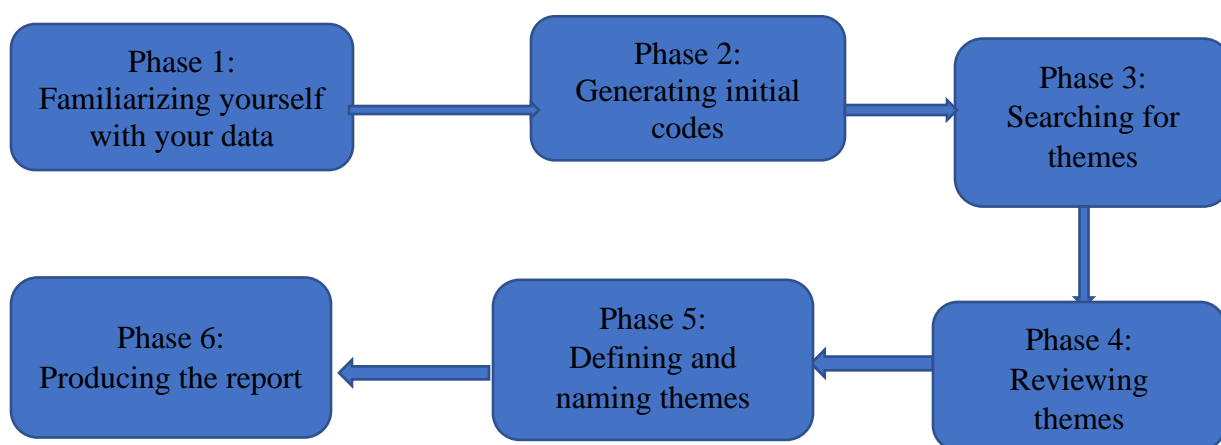 Phase 1:
Familiarizing yourself
with your data
Phase 2:
Generating initial
codes
Phase 3:
Searching for
themes
Phase 4:
Reviewing
themes
Phase 5:
Defining and
naming themes
Phase 6:
Producing the report